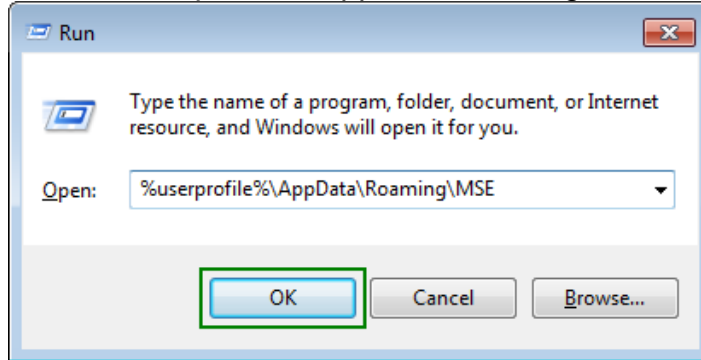 Run
Type the name of a program, folder, document, or Internet
resource, and Windows will open it for you.
Open: %userprofile%\AppData\Roaming\MSE
OK Cancel Browse...